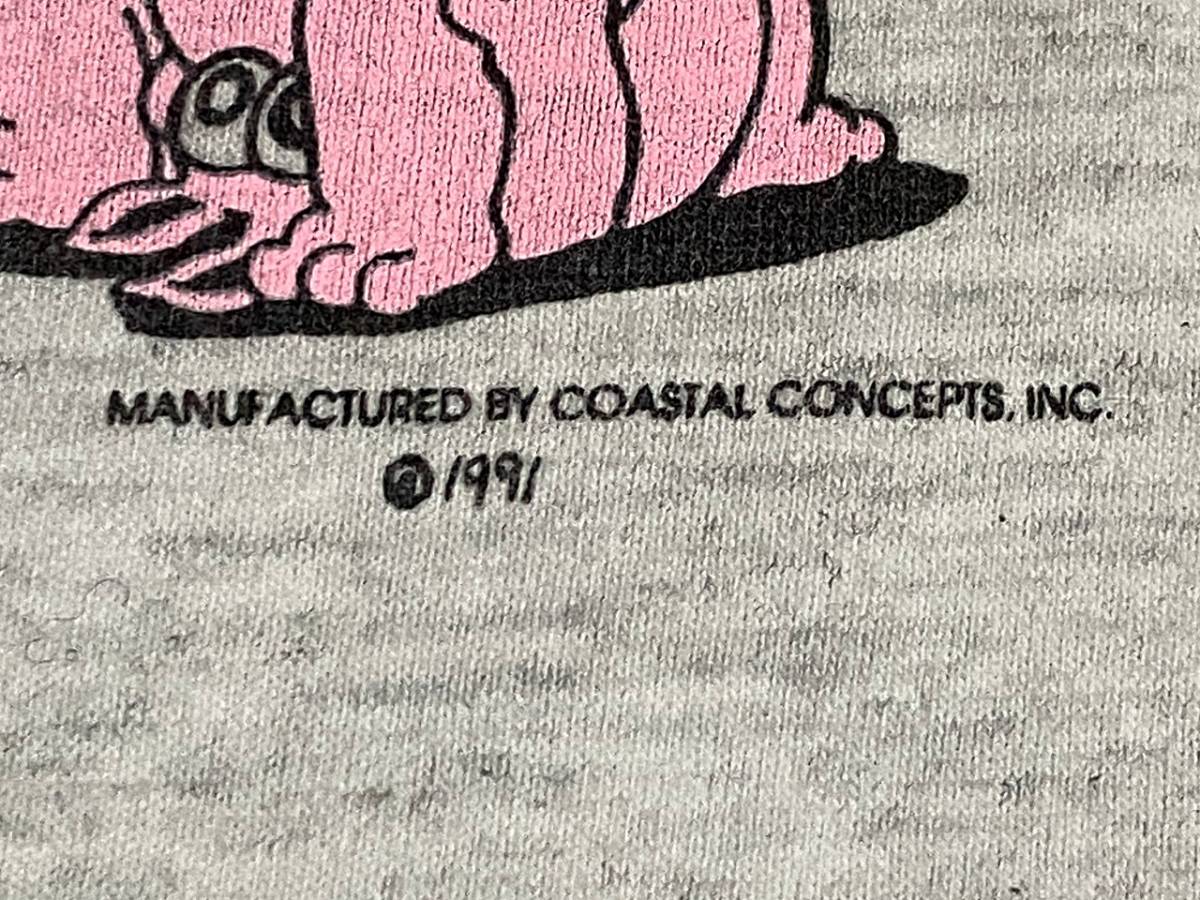 MANUFACTURED BY COASTAL CONCEPTS, INC.
©1991